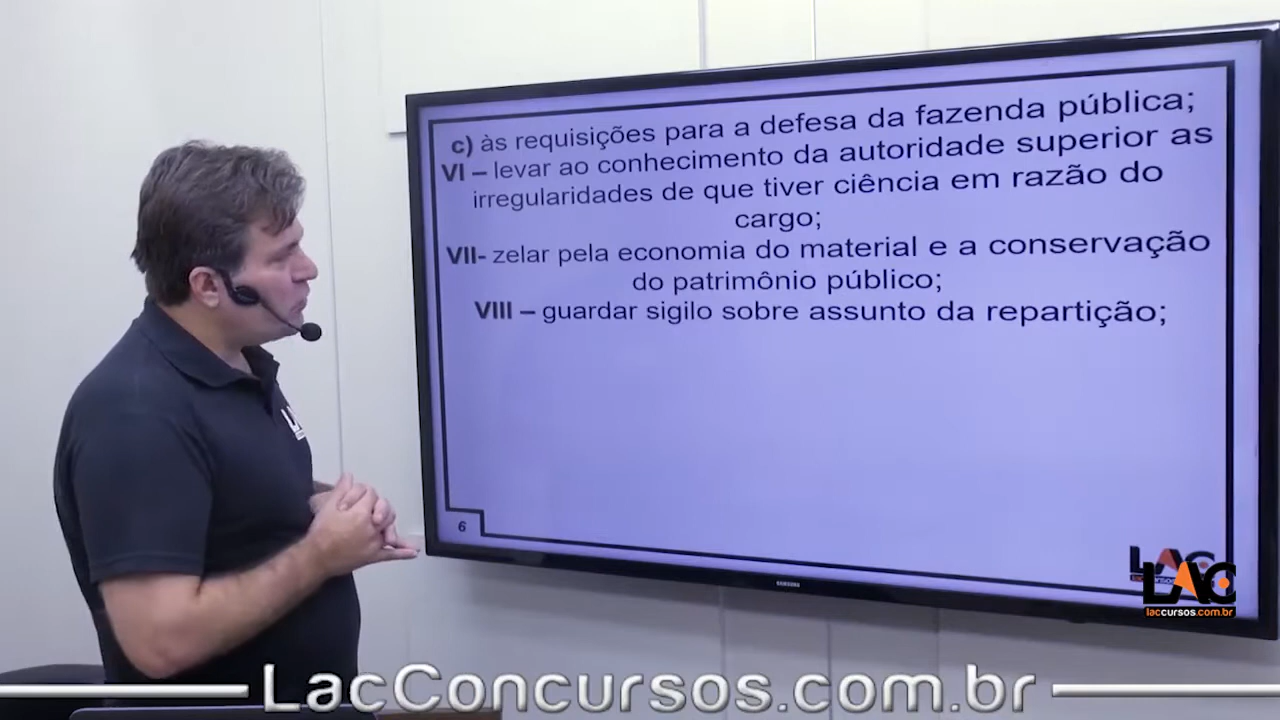 c) às requisições para a defesa da fazenda pública;
VI – levar ao conhecimento da autoridade superior as
irregularidades de que tiver ciência em razão do
cargo;
VII- zelar pela economia do material e a conservação
do patrimônio público;
VIII – guardar sigilo sobre assunto da repartição;
6
SAMSUNG
LAC
laccursos.com.br
LacConcursos.com.br